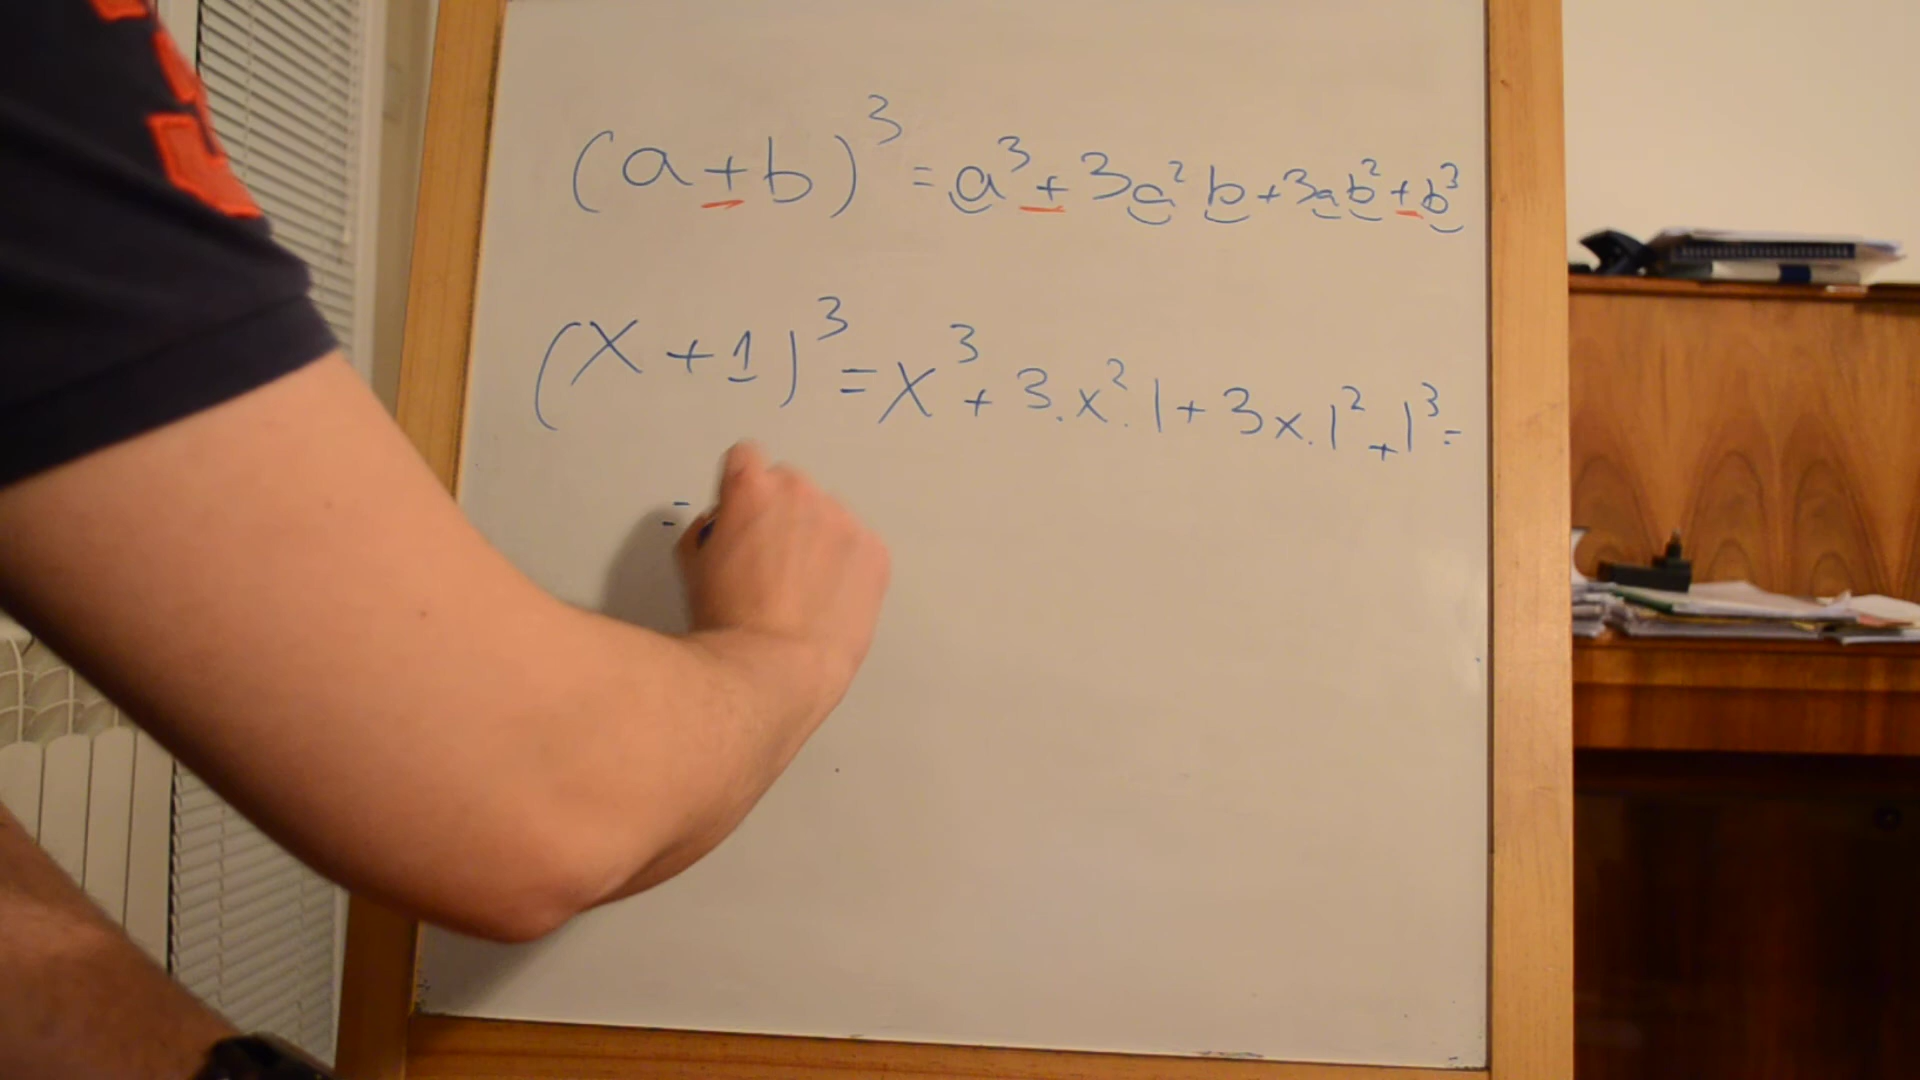 (a+b)³ = a³ + 3a²b + 3ab² + b³
(x+1)³ = x³ + 3.x².1 + 3x.1² + 1³ =
=